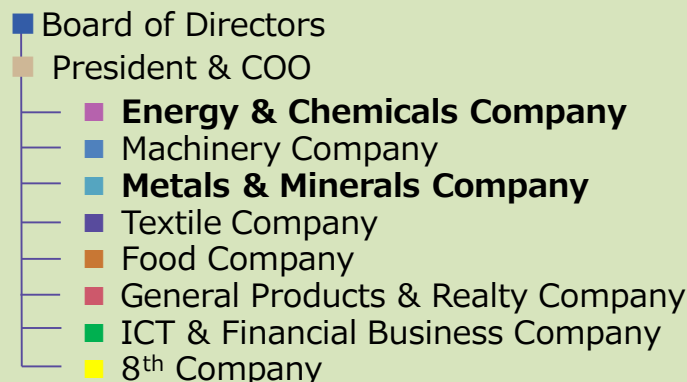 Board of Directors
President & COO
Energy & Chemicals Company
Machinery Company
Metals & Minerals Company
Textile Company
Food Company
General Products & Realty Company
ICT & Financial Business Company
8th Company